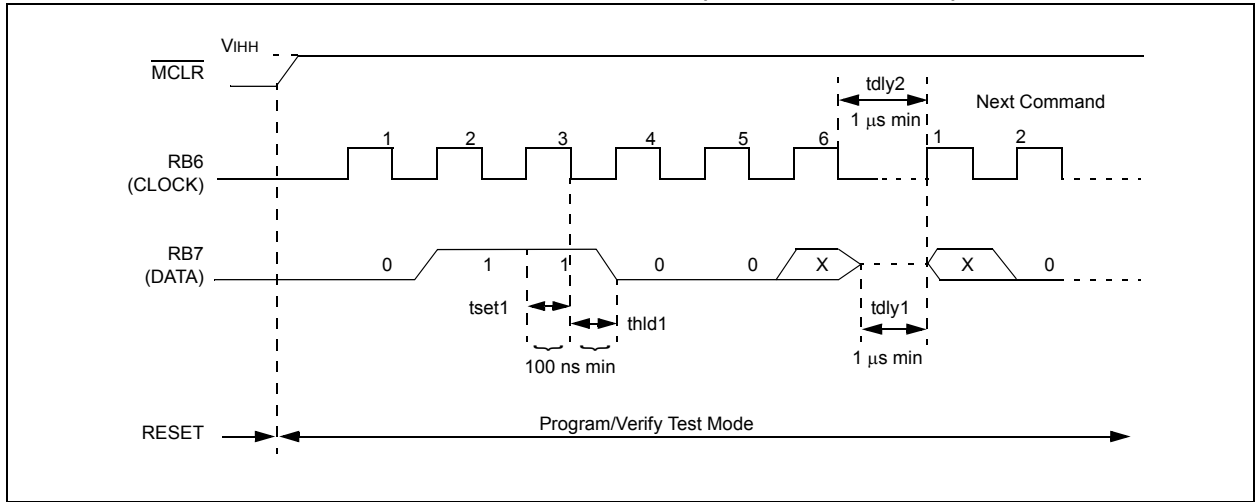 VIHH
MCLR
tdly2
Next Command
1 µs min
1 2 3 4 5 6 1 2
RB6
(CLOCK)
RB7
(DATA)
0 1 1 0 0 X X 0
tset1
thld1
tdly1
100 ns min
1 µs min
RESET
Program/Verify Test Mode